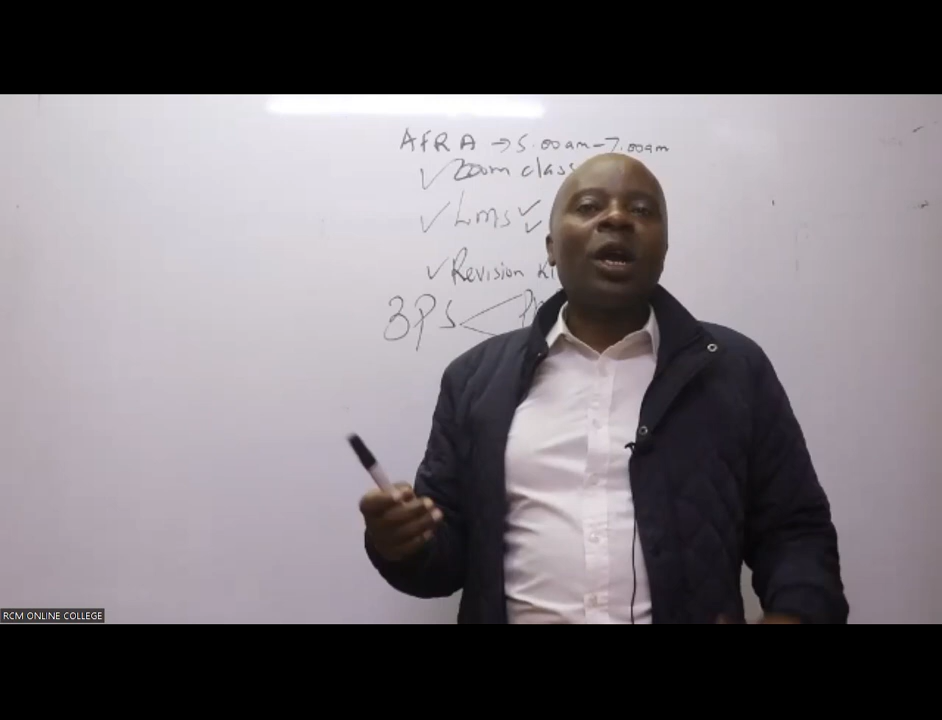 AFRA → 5.00am-7.00am
✓ Zoom class
✓ Lms ✓✓
✓ Revision
3Ps <
RCM ONLINE COLLEGE